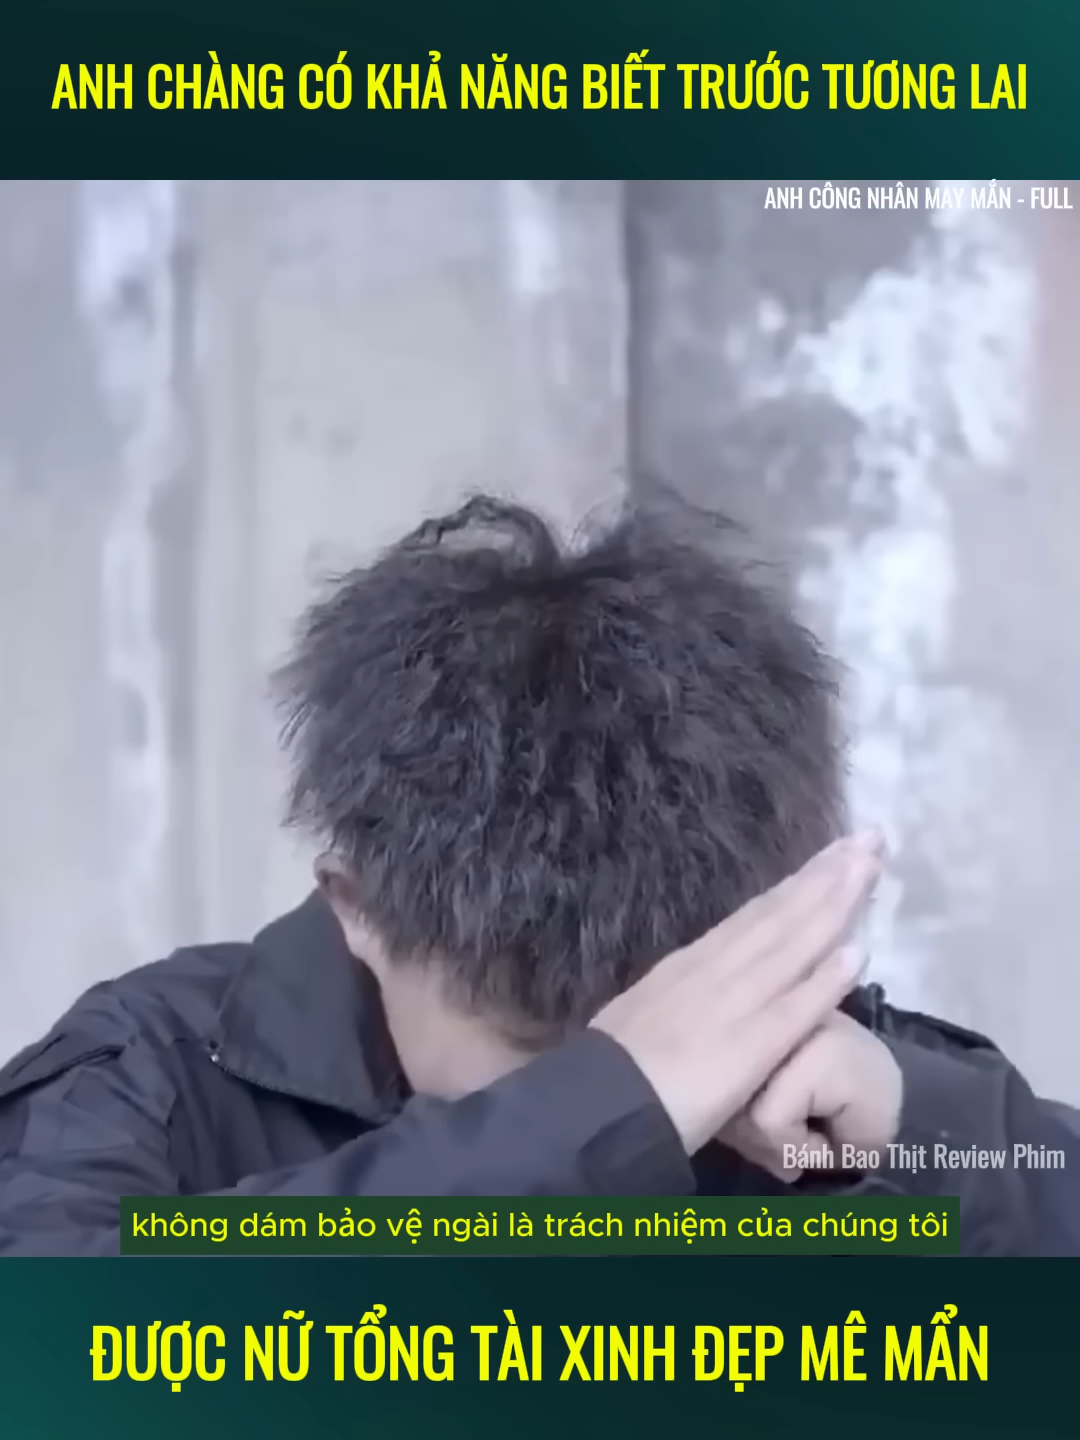 ANH CHÀNG CÓ KHẢ NĂNG BIẾT TRƯỚC TƯƠNG LAI
ANH CÔNG NHÂN MAY MẮN - FULL
Bánh Bao Thịt Review Phim
không dám bảo vệ ngài là trách nhiệm của chúng tôi
ĐƯỢC NỮ TỔNG TÀI XINH ĐẸP MÊ MẨN